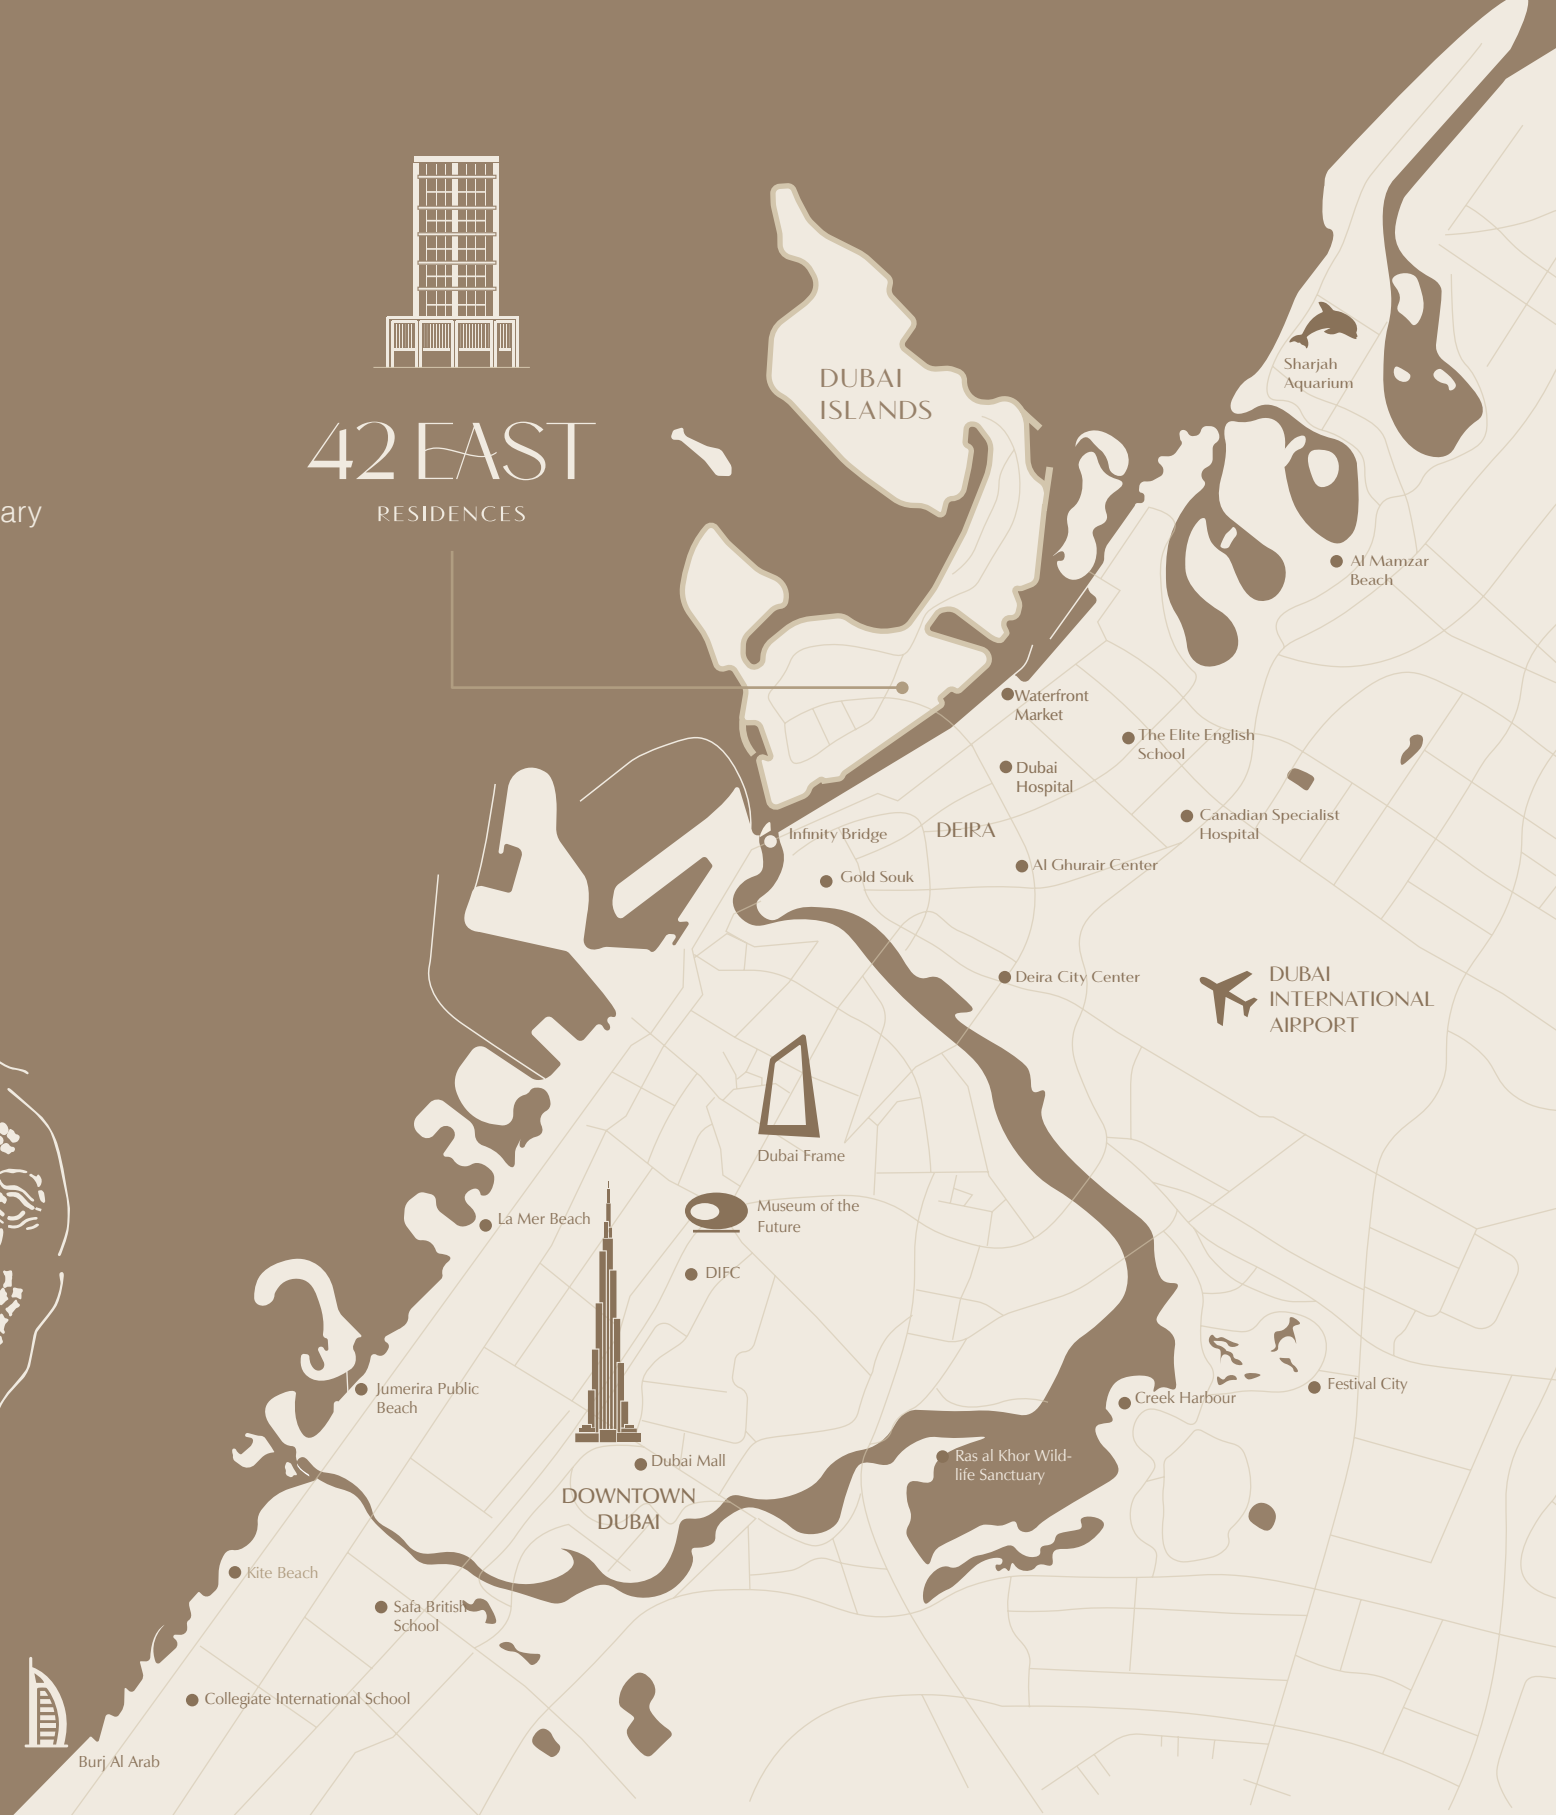 42 EAST
RESIDENCES
ary
DUBAI
ISLANDS
Sharjah
Aquarium
Al Mamzar
Beach
Waterfront
Market
The Elite English
School
Dubai
Hospital
Canadian Specialist
Hospital
Infinity Bridge
DEIRA
Al Ghurair Center
Gold Souk
Deira City Center
DUBAI
INTERNATIONAL
AIRPORT
Dubai Frame
Museum of the
Future
La Mer Beach
DIFC
Jumerira Public
Beach
Festival City
Creek Harbour
Ras al Khor Wild-
life Sanctuary
Dubai Mall
DOWNTOWN
DUBAI
Kite Beach
Safa British
School
Collegiate International School
Burj Al Arab